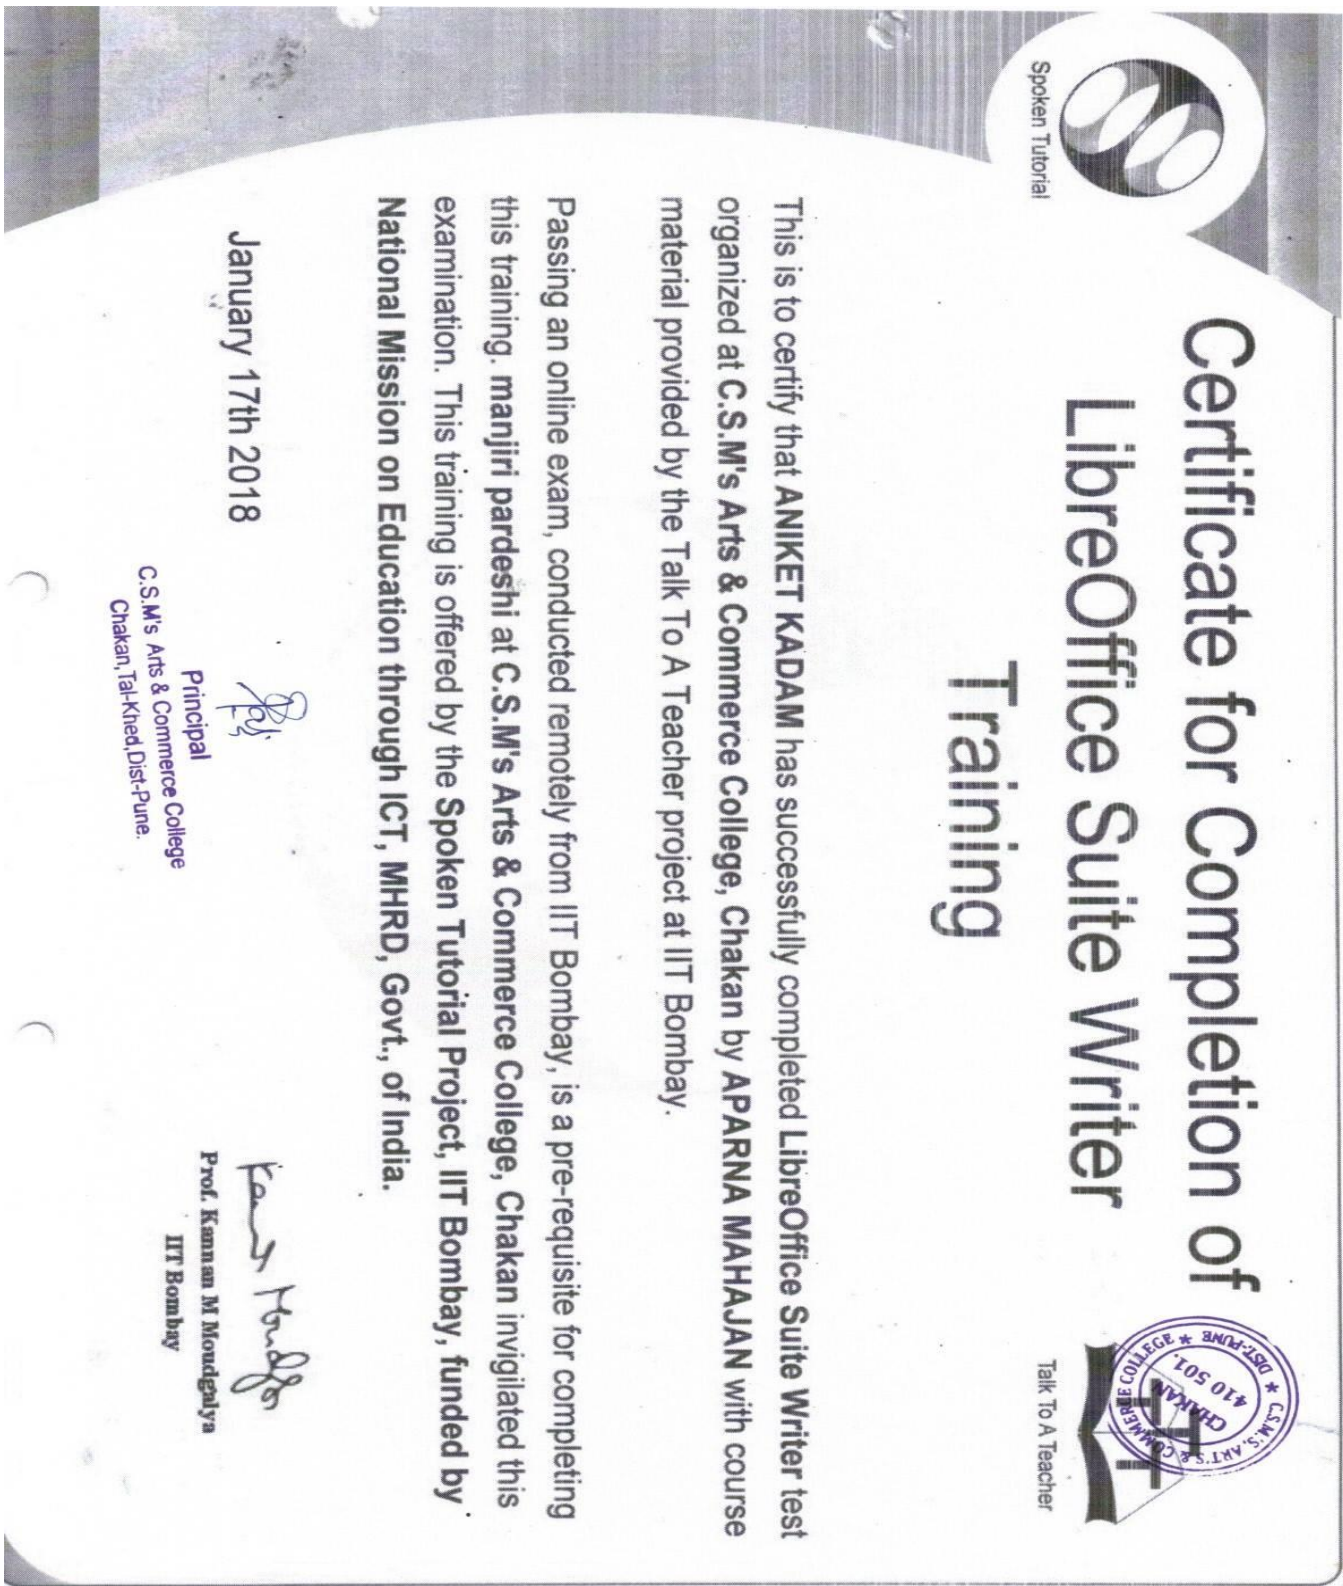 Spoken Tutorial
Certificate for Completion of
LibreOffice Suite Writer
Training
Talk To A Teacher
C.S.M.'S. ART'S & COMMERCE COLLEGE ★ DIST.-PUNE ★
CHAKAN
410 501.
This is to certify that ANIKET KADAM has successfully completed LibreOffice Suite Writer test
organized at C.S.M's Arts & Commerce College, Chakan by APARNA MAHAJAN with course
material provided by the Talk To A Teacher project at IIT Bombay.
Passing an online exam, conducted remotely from IIT Bombay, is a pre-requisite for completing
this training. manjiri pardeshi at C.S.M's Arts & Commerce College, Chakan invigilated this
examination. This training is offered by the Spoken Tutorial Project, IIT Bombay, funded by
National Mission on Education through ICT, MHRD, Govt., of India.
January 17th 2018
Principal
C.S.M's Arts & Commerce College
Chakan,Tal-Khed,Dist-Pune.
Kannan Moudgalya
Prof. Kannan M Moudgalya
IIT Bombay